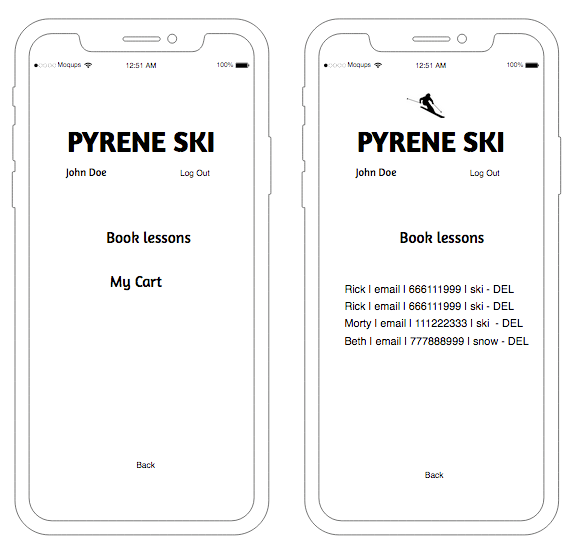 Moqups 12:51 AM 100%
PYRENE SKI
John Doe Log Out
Book lessons
My Cart
Back
Moqups 12:51 AM 100%
PYRENE SKI
John Doe Log Out
Book lessons
Rick | email | 666111999 | ski - DEL
Rick | email | 666111999 | ski - DEL
Morty | email | 111222333 | ski - DEL
Beth | email | 777888999 | snow - DEL
Back